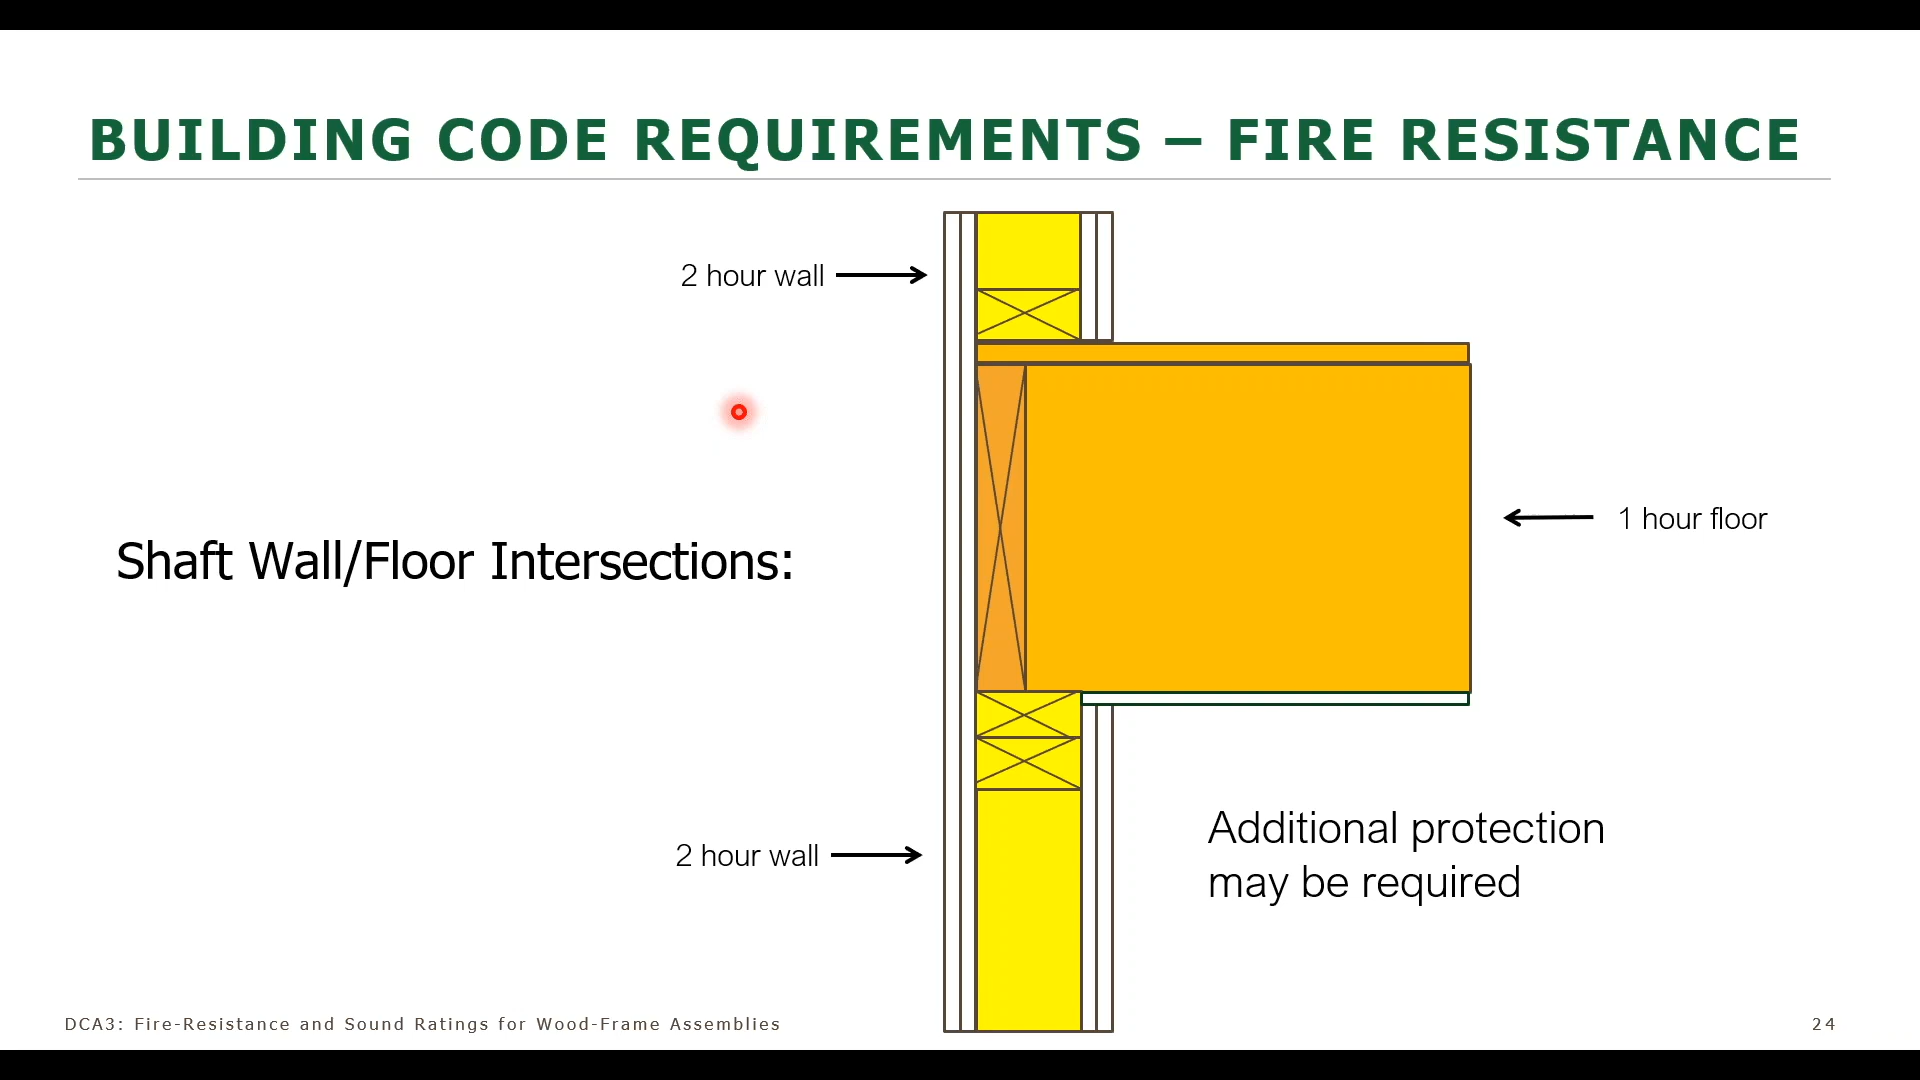 BUILDING CODE REQUIREMENTS – FIRE RESISTANCE
2 hour wall
1 hour floor
Shaft Wall/Floor Intersections:
2 hour wall
Additional protection
may be required
DCA3: Fire-Resistance and Sound Ratings for Wood-Frame Assemblies
24